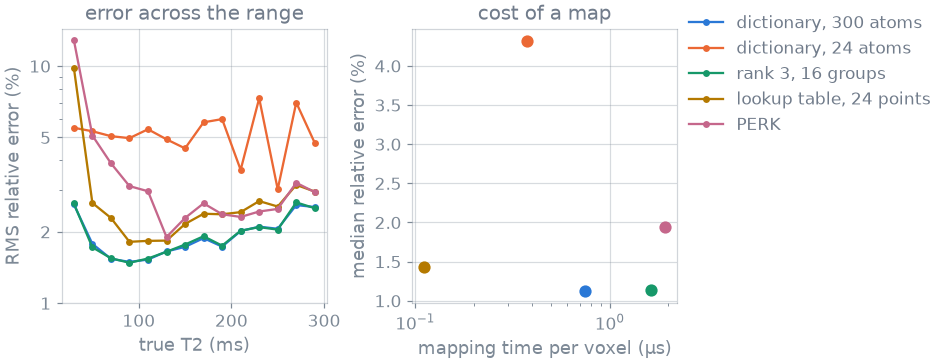 error across the range
cost of a map
RMS relative error (%)
10
5
2
1
100
200
300
true T2 (ms)
median relative error (%)
4.0
3.5
3.0
2.5
2.0
1.5
1.0
10⁻¹
10⁰
mapping time per voxel (µs)
dictionary, 300 atoms
dictionary, 24 atoms
rank 3, 16 groups
lookup table, 24 points
PERK